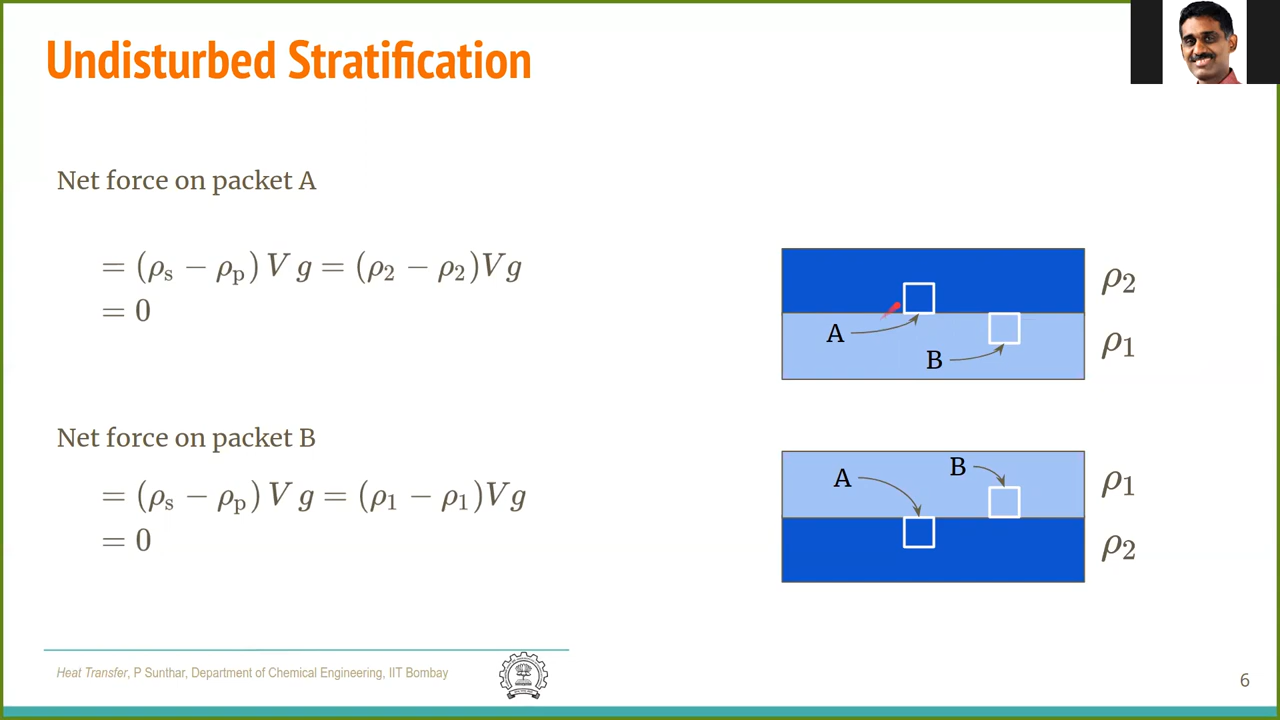 Undisturbed Stratification
Net force on packet A
= (ρs − ρp) V g = (ρ2 − ρ2)Vg
= 0
A
B
ρ2
ρ1
Net force on packet B
= (ρs − ρp) V g = (ρ1 − ρ1)Vg
= 0
A
B
ρ1
ρ2
Heat Transfer, P Sunthar, Department of Chemical Engineering, IIT Bombay
6